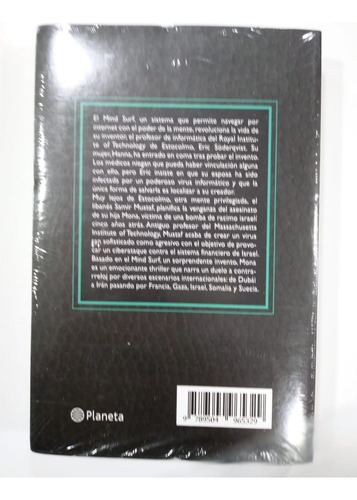 El Mind Surf, un sistema que permite navegar por
internet con el poder de la mente, revoluciona la vida de
su inventor: el profesor de informática del Royal Institu-
te of Technology de Estocolmo, Eric Söderqvist. Su
mujer, Hanna, ha entrado en coma tras probar el invento.
Los médicos niegan que pueda haber vinculación alguna
con ello, pero Eric insiste en que su esposa ha sido
infectada por un poderoso virus informático y que la
única forma de salvarla es localizar a su creador.
Muy lejos de Estocolmo, otra mente privilegiada, el
libanés Samir Mustaf, planifica la venganza del asesinato
de su hija Mona, víctima de una bomba de racimo israelí
cinco años atrás. Antiguo profesor del Massachusetts
Institute of Technology, Mustaf acaba de crear un virus
tan sofisticado como agresivo con el objetivo de provo-
car un ciberataque contra el sistema financiero de Israel.
Basado en el Mind Surf, un sorprendente invento, Mona
es un emocionante thriller que narra un duelo a contra-
rreloj por diversos escenarios internacionales: de Dubái
a Irán pasando por Francia, Gaza, Israel, Somalia y Suecia.
Planeta
9 789504 965329